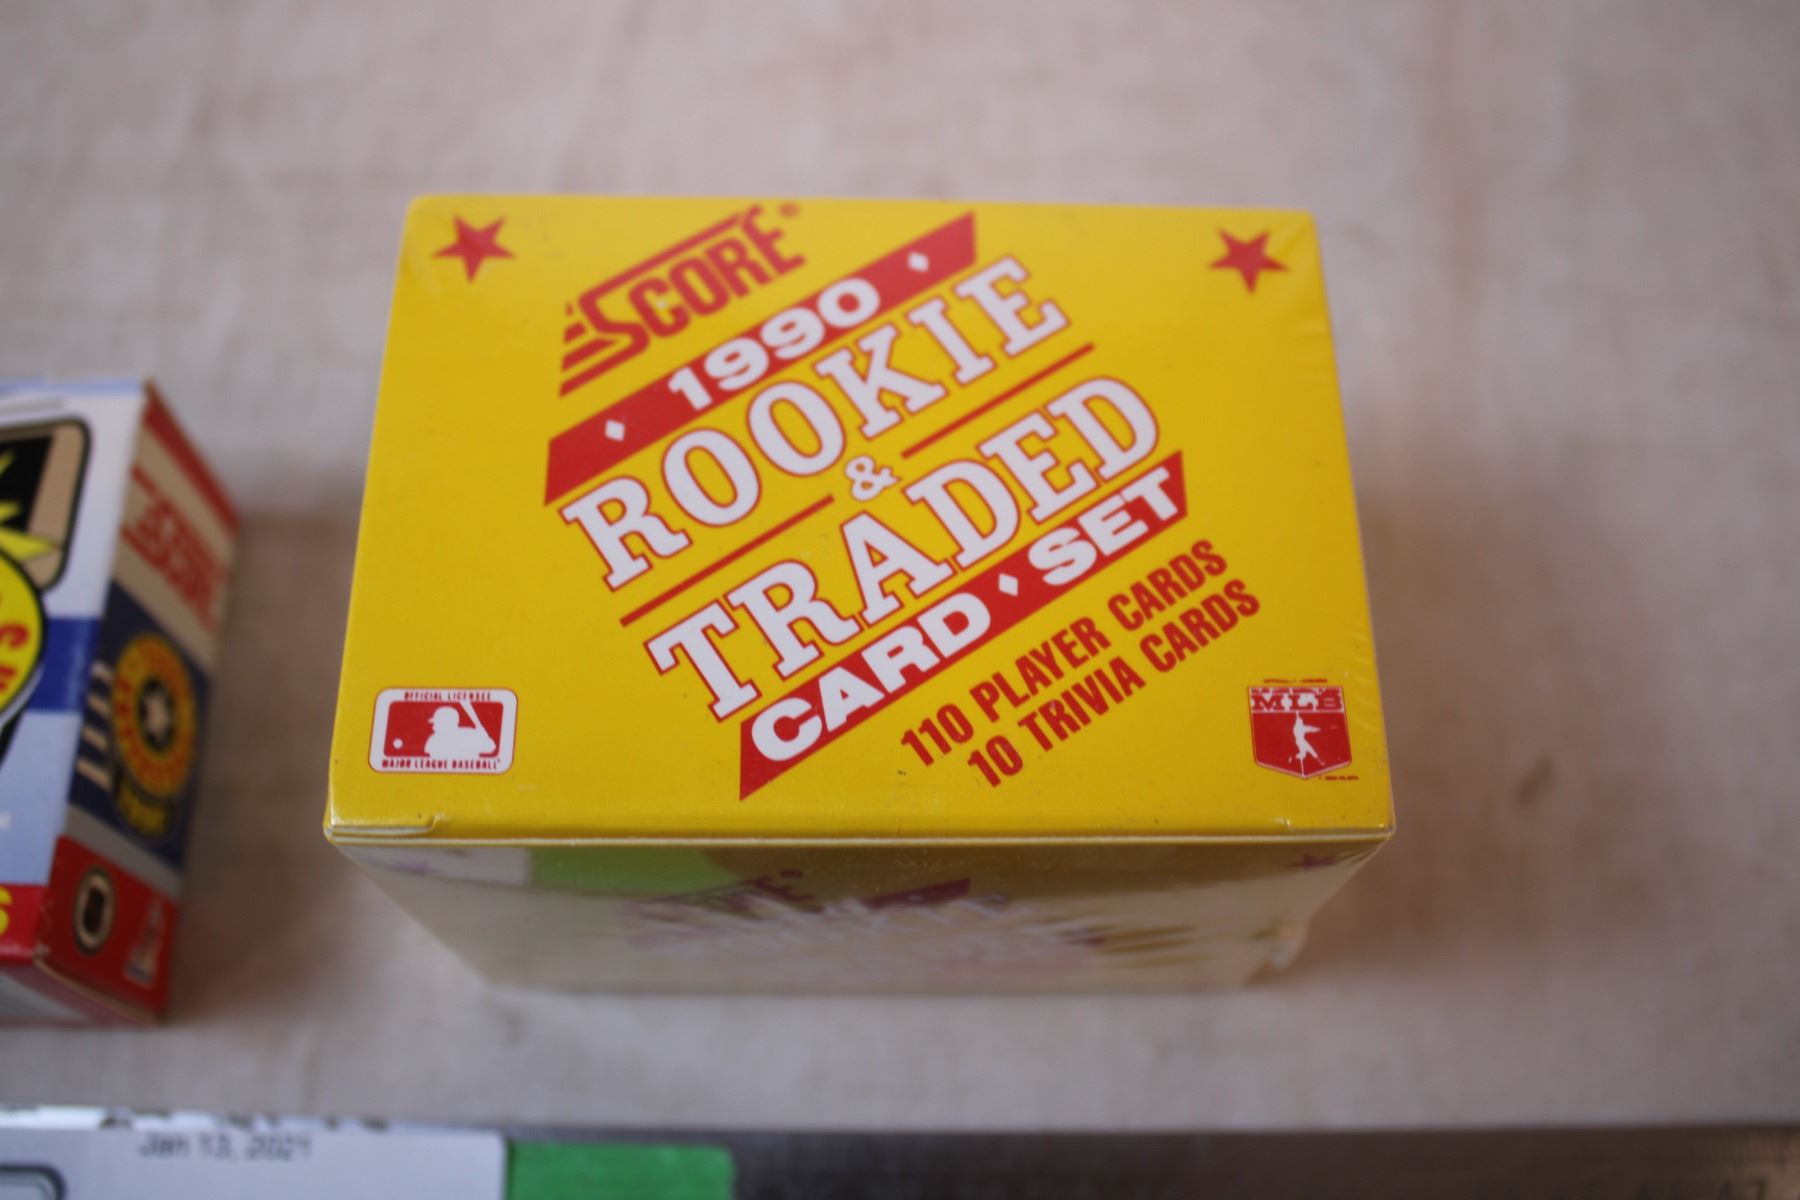 SCORE®
1990
ROOKIE
&
TRADED
CARD SET
110 PLAYER CARDS
10 TRIVIA CARDS
OFFICIAL LICENSEE
MAJOR LEAGUE BASEBALL
MLB
SCORE
Jan 13, 2021